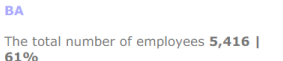 BA
The total number of employees 5,416 |
61%